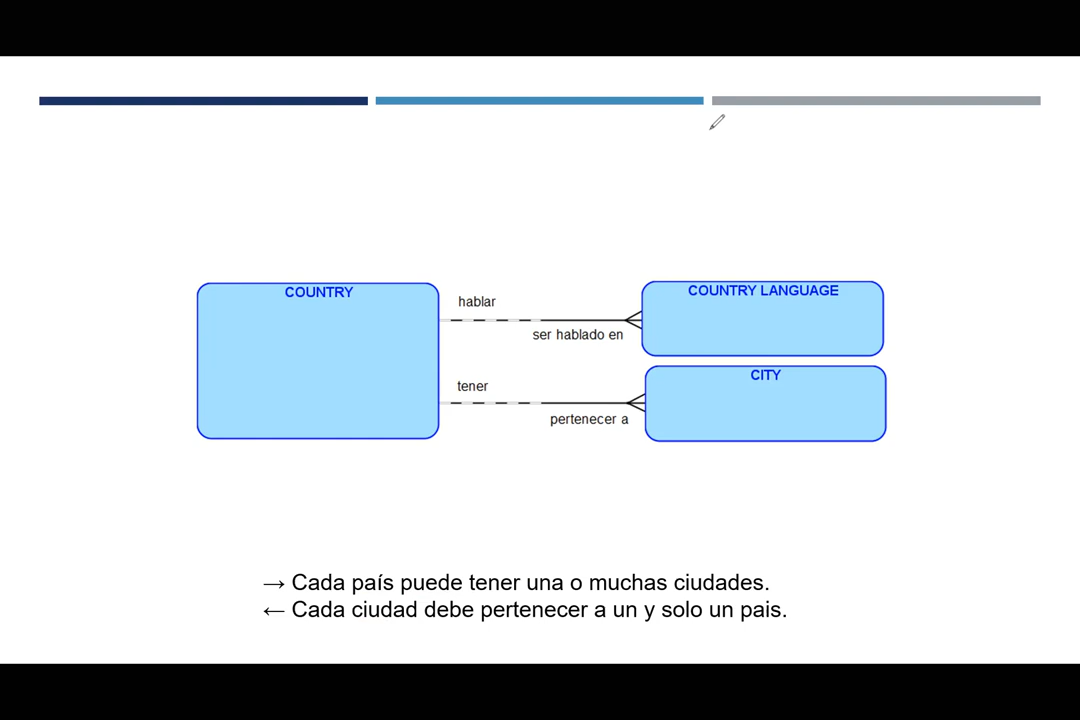 COUNTRY
hablar
ser hablado en
COUNTRY LANGUAGE
tener
pertenecer a
CITY
→ Cada país puede tener una o muchas ciudades.
← Cada ciudad debe pertenecer a un y solo un pais.